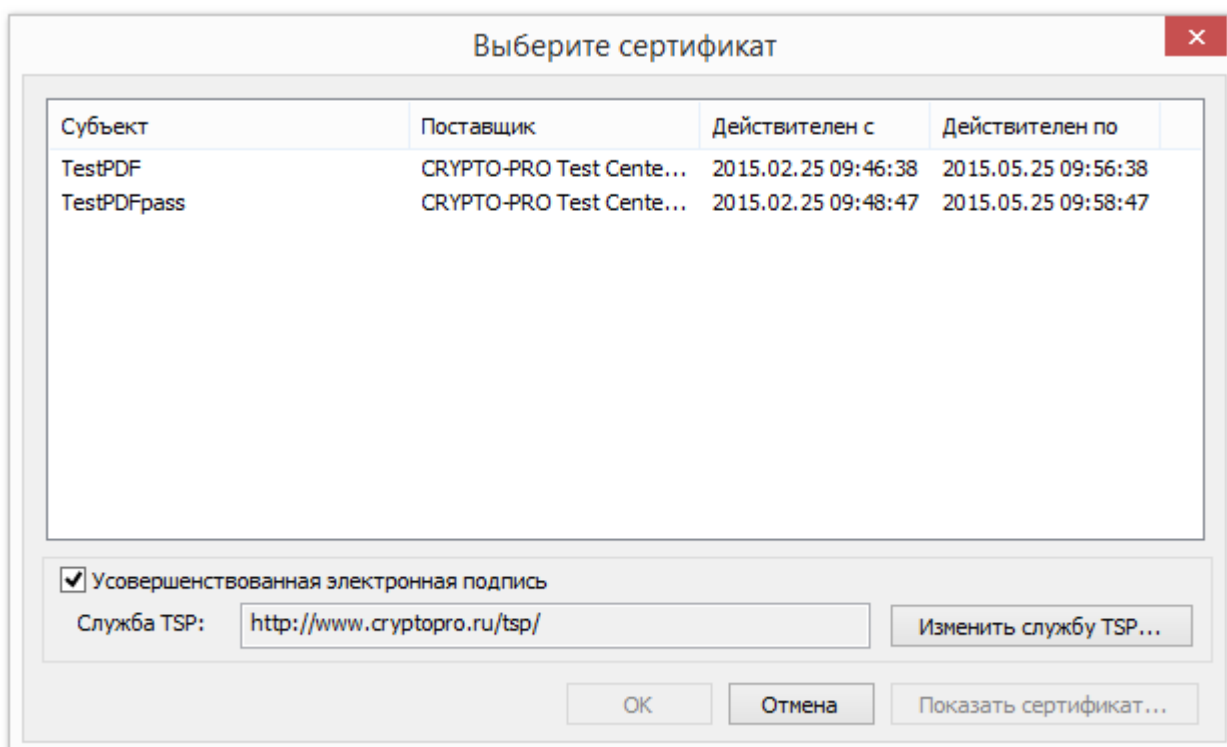 Выберите сертификат
Субъект Поставщик Действителен с Действителен по
TestPDF CRYPTO-PRO Test Cente... 2015.02.25 09:46:38 2015.05.25 09:56:38
TestPDFpass CRYPTO-PRO Test Cente... 2015.02.25 09:48:47 2015.05.25 09:58:47
Усовершенствованная электронная подпись
Служба TSP: http://www.cryptopro.ru/tsp/ Изменить службу TSP...
OK Отмена Показать сертификат...